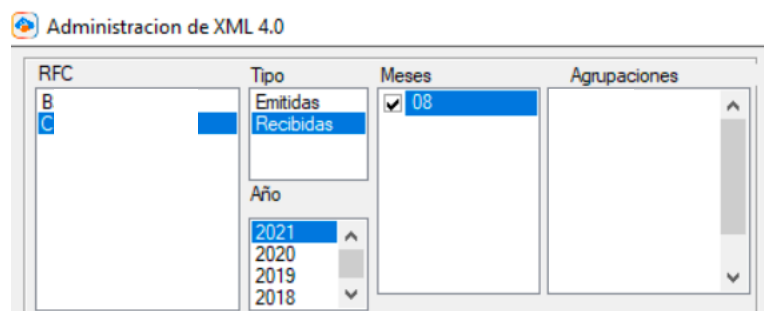 Administracion de XML 4.0
RFC Tipo Meses Agrupaciones
B Emitidas 08
C Recibidas
Año
2021
2020
2019
2018